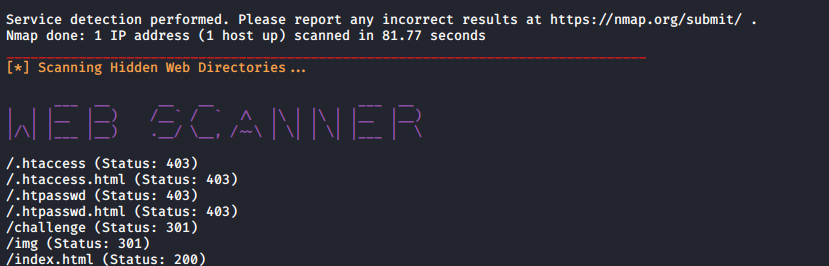 Service detection performed. Please report any incorrect results at https://nmap.org/submit/ .
Nmap done: 1 IP address (1 host up) scanned in 81.77 seconds
[*] Scanning Hidden Web Directories...
WEB SCANNER
/.htaccess (Status: 403)
/.htaccess.html (Status: 403)
/.htpasswd (Status: 403)
/.htpasswd.html (Status: 403)
/challenge (Status: 301)
/img (Status: 301)
/index.html (Status: 200)